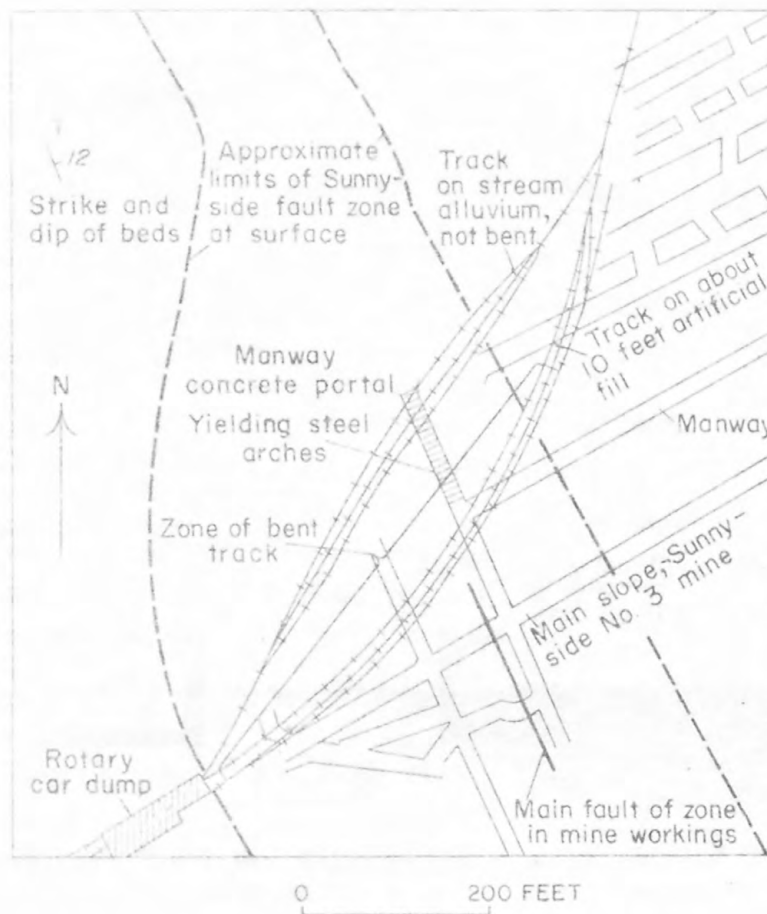 12
Strike and
dip of beds
Approximate
limits of Sunny-
side fault zone
at surface
Track
on stream
alluvium,
not bent
Track on about
10 feet artificial
fill
N
Manway
concrete portal
Yielding steel
arches
Manway
Zone of bent
track
Main slope, Sunny-
side No. 3 mine
Rotary
car dump
Main fault of zone
in mine workings
0 200 FEET